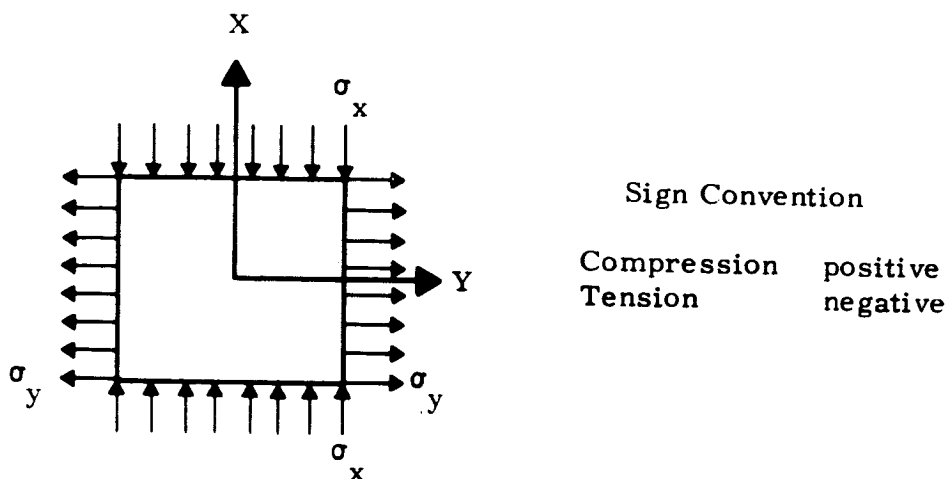 X
σx
Sign Convention
Compression positive
Tension negative
Y
σy
σy
σx